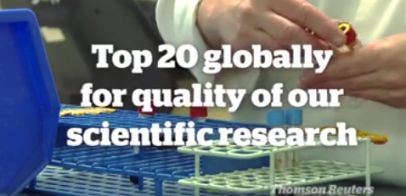 Top 20 globally
for quality of our
scientific research
Thomson Reuters